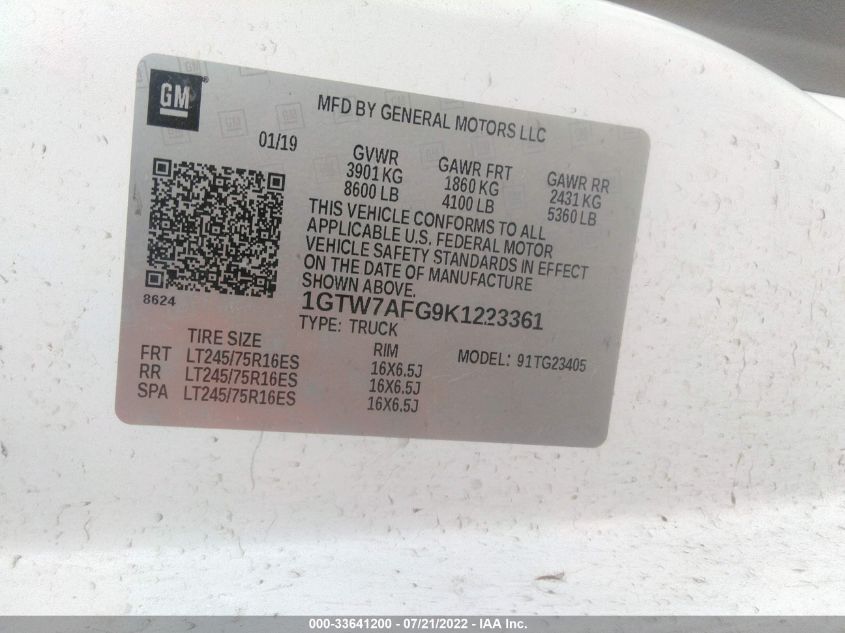 GM ®
MFD BY GENERAL MOTORS LLC
01/19
GVWR GAWR FRT GAWR RR
3901 KG 1860 KG 2431 KG
8600 LB 4100 LB 5360 LB
THIS VEHICLE CONFORMS TO ALL
APPLICABLE U.S. FEDERAL MOTOR
VEHICLE SAFETY STANDARDS IN EFFECT
ON THE DATE OF MANUFACTURE
SHOWN ABOVE.
8624
1GTW7AFG9K1223361
TYPE: TRUCK
TIRE SIZE RIM MODEL: 91TG23405
FRT LT245/75R16ES 16X6.5J
RR LT245/75R16ES 16X6.5J
SPA LT245/75R16ES 16X6.5J
000-33641200 - 07/21/2022 - IAA Inc.